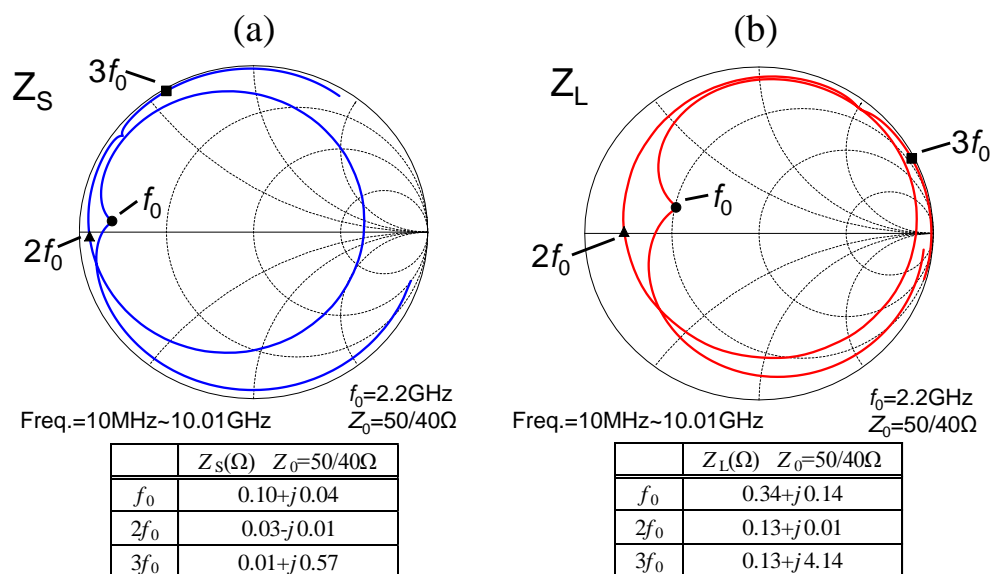 (a)
Z_S
3f_0
f_0
2f_0
f_0=2.2GHz
Freq.=10MHz~10.01GHz
Z_0=50/40Ω
Z_S(Ω) Z_0=50/40Ω
f_0 0.10+j0.04
2f_0 0.03-j0.01
3f_0 0.01+j0.57
(b)
Z_L
3f_0
f_0
2f_0
f_0=2.2GHz
Freq.=10MHz~10.01GHz
Z_0=50/40Ω
Z_L(Ω) Z_0=50/40Ω
f_0 0.34+j0.14
2f_0 0.13+j0.01
3f_0 0.13+j4.14